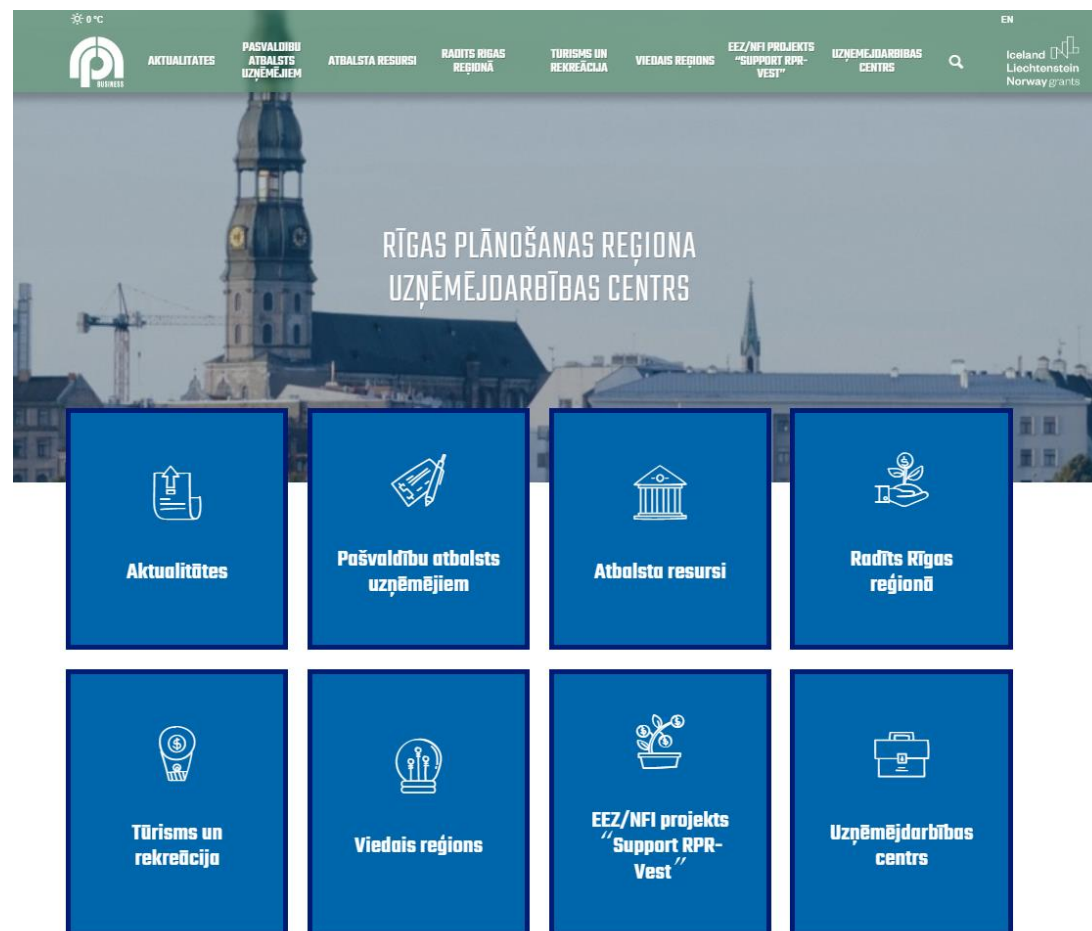 0 °C
EN
BUSINESS
AKTUALITĀTES
PAŠVALDĪBU
ATBALSTS
UZŅĒMĒJIEM
ATBALSTA RESURSI
RADĪTS RĪGAS
REĢIONĀ
TŪRISMS UN
REKREĀCIJA
VIEDAIS REĢIONS
EEZ/NFI PROJEKTS
“SUPPORT RPR-
VEST”
UZŅĒMĒJDARBĪBAS
CENTRS
Iceland
Liechtenstein
Norway grants
RĪGAS PLĀNOŠANAS REĢIONA
UZŅĒMĒJDARBĪBAS CENTRS
Aktualitātes
Pašvaldību atbalsts
uzņēmējiem
Atbalsta resursi
Radīts Rīgas
reģionā
Tūrisms un
rekreācija
Viedais reģions
EEZ/NFI projekts
“Support RPR-
Vest”
Uzņēmējdarbības
centrs